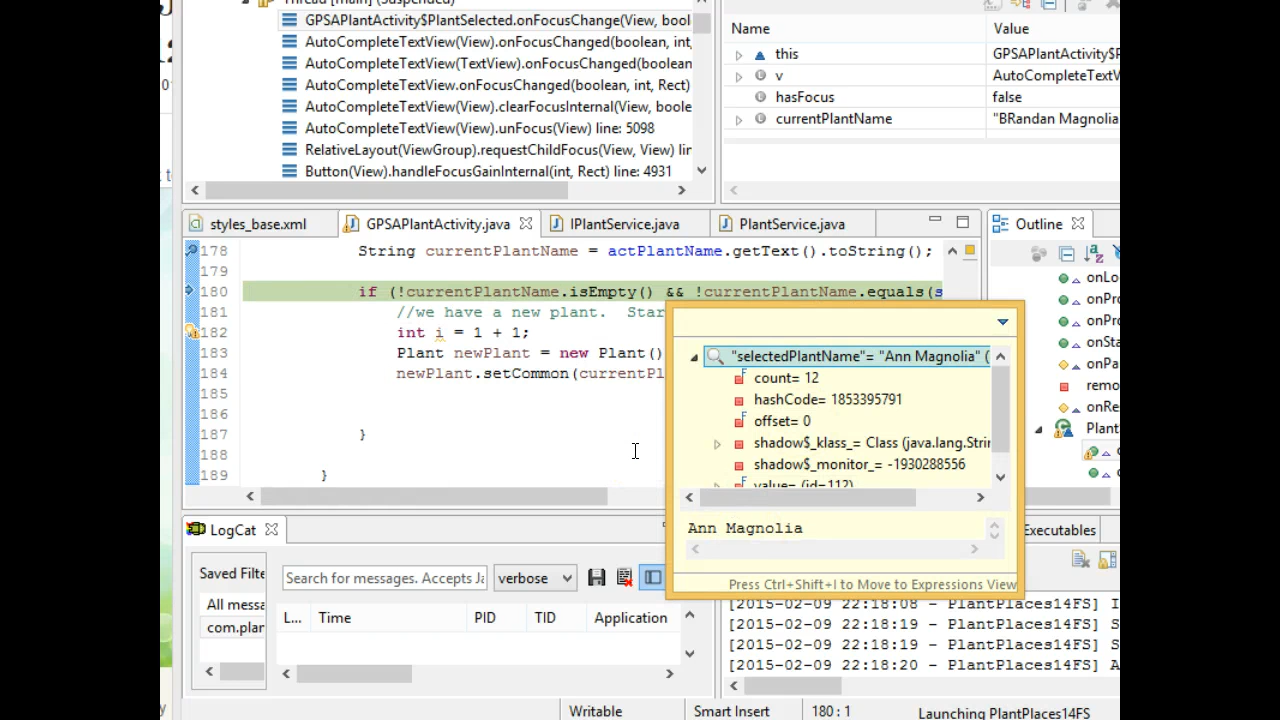 Thread [main] (Suspended)
GPSAPlantActivity$PlantSelected.onFocusChange(View, bool
AutoCompleteTextView(View).onFocusChanged(boolean, int,
AutoCompleteTextView(TextView).onFocusChanged(boolean
AutoCompleteTextView.onFocusChanged(boolean, int, Rect)
AutoCompleteTextView(View).clearFocusInternal(View, boole
AutoCompleteTextView(View).unFocus(View) line: 5098
RelativeLayout(ViewGroup).requestChildFocus(View, View) lin
Button(View).handleFocusGainInternal(int, Rect) line: 4931
Name Value
this GPSAPlantActivity$P
v AutoCompleteTextV
hasFocus false
currentPlantName "BRandan Magnolia
styles_base.xml GPSAPlantActivity.java IPlantService.java PlantService.java
178 String currentPlantName = actPlantName.getText().toString();
179
180 if (!currentPlantName.isEmpty() && !currentPlantName.equals(s
//we have a new plant. Star
182 int i = 1 + 1;
183 Plant newPlant = new Plant()
184 newPlant.setCommon(currentPl
185
186
187 }
188
189 }
"selectedPlantName"= "Ann Magnolia" (
count= 12
hashCode= 1853395791
offset= 0
shadow$_klass_= Class (java.lang.Strin
shadow$_monitor_= -1930288556
value= (id=112)
Ann Magnolia
Press Ctrl+Shift+I to Move to Expressions View
Outline
onLo
onPro
onPro
onSta
onPa
remo
onRe
Plant
LogCat
Saved Filte
All messa
com.plan
Search for messages. Accepts Ja
verbose
L... Time PID TID Application
Executables
[2015-02-09 22:18:08 - PlantPlaces14FS] I
[2015-02-09 22:18:19 - PlantPlaces14FS] S
[2015-02-09 22:18:19 - PlantPlaces14FS] S
[2015-02-09 22:18:20 - PlantPlaces14FS] A
Writable Smart Insert 180 : 1 Launching PlantPlaces14FS